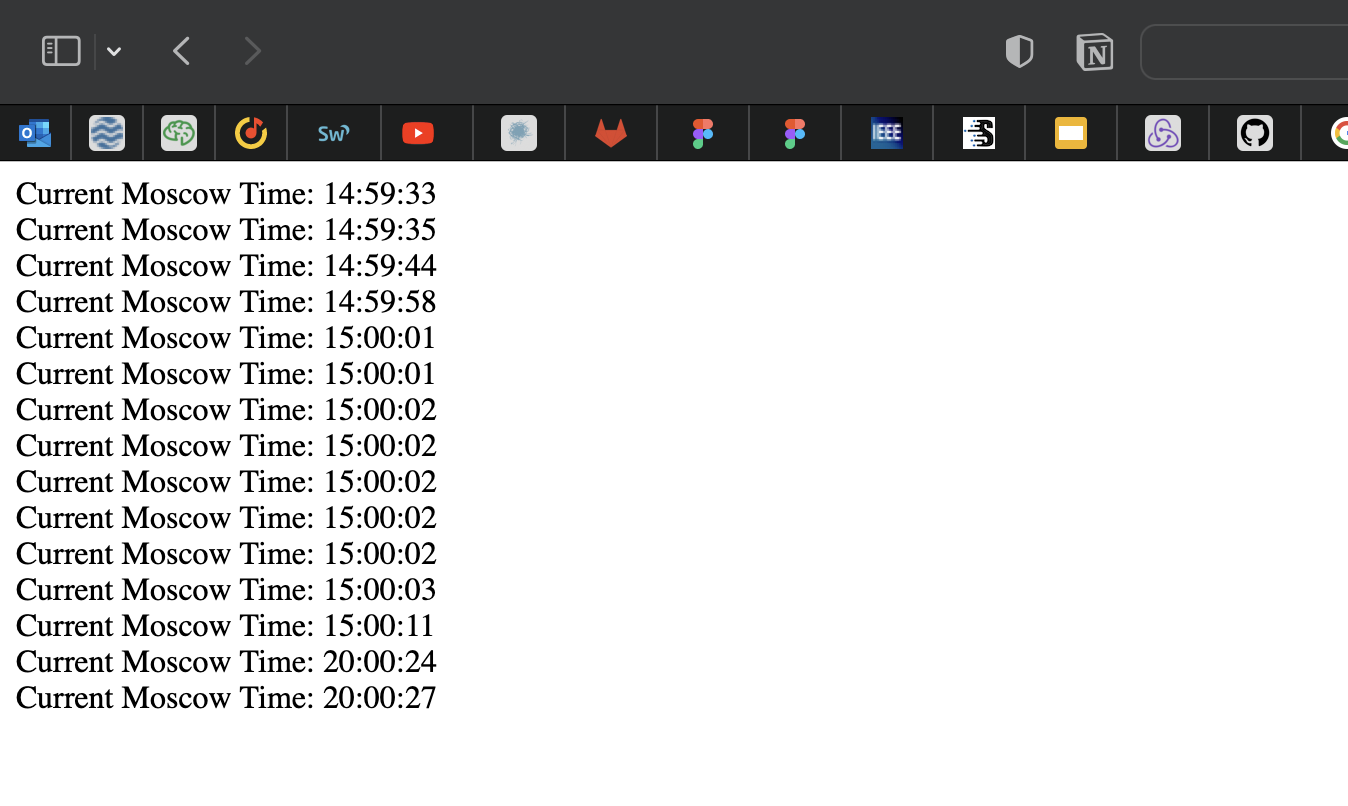 Sw
IEEE
Current Moscow Time: 14:59:33
Current Moscow Time: 14:59:35
Current Moscow Time: 14:59:44
Current Moscow Time: 14:59:58
Current Moscow Time: 15:00:01
Current Moscow Time: 15:00:01
Current Moscow Time: 15:00:02
Current Moscow Time: 15:00:02
Current Moscow Time: 15:00:02
Current Moscow Time: 15:00:02
Current Moscow Time: 15:00:02
Current Moscow Time: 15:00:03
Current Moscow Time: 15:00:11
Current Moscow Time: 20:00:24
Current Moscow Time: 20:00:27